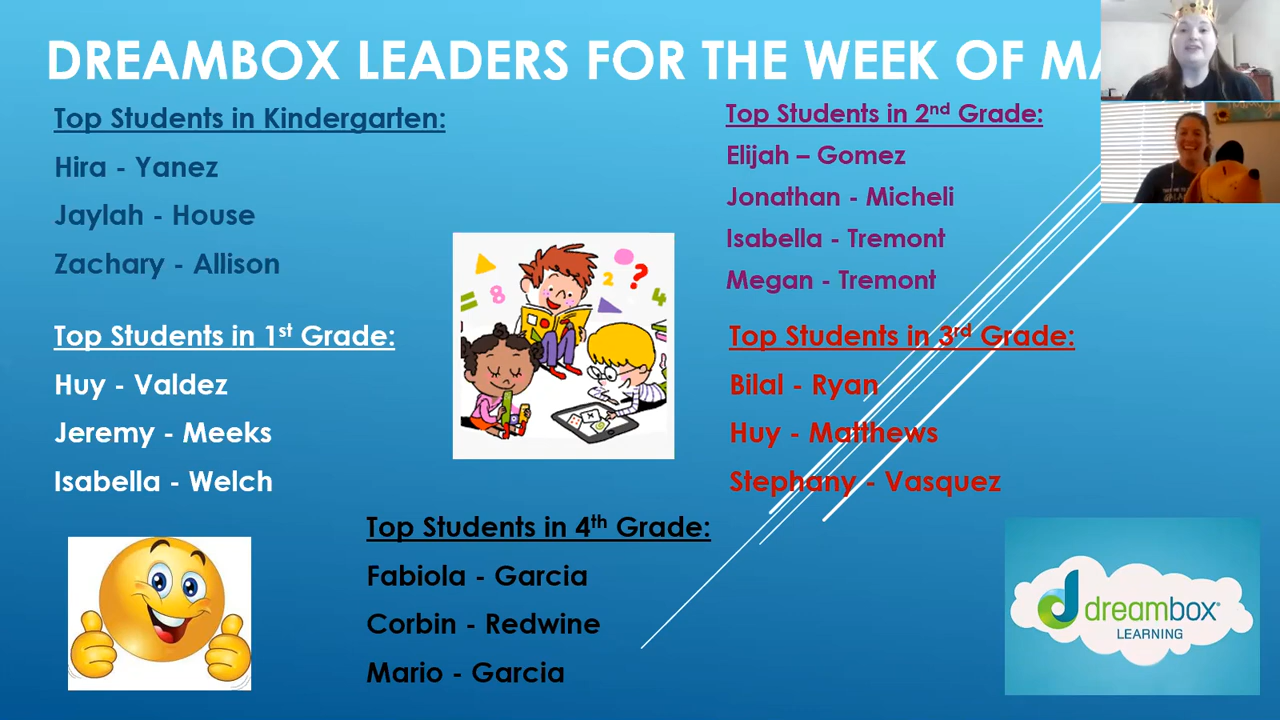 DREAMBOX LEADERS FOR THE WEEK OF
Top Students in Kindergarten:
Hira - Yanez
Jaylah - House
Zachary - Allison
Top Students in 1st Grade:
Huy - Valdez
Jeremy - Meeks
Isabella - Welch
Top Students in 2nd Grade:
Elijah – Gomez
Jonathan - Micheli
Isabella - Tremont
Megan - Tremont
Top Students in 3rd Grade:
Bilal - Ryan
Huy - Matthews
Stephany - Vasquez
Top Students in 4th Grade:
Fabiola - Garcia
Corbin - Redwine
Mario - Garcia
8 2 ? 4
dreambox®
LEARNING